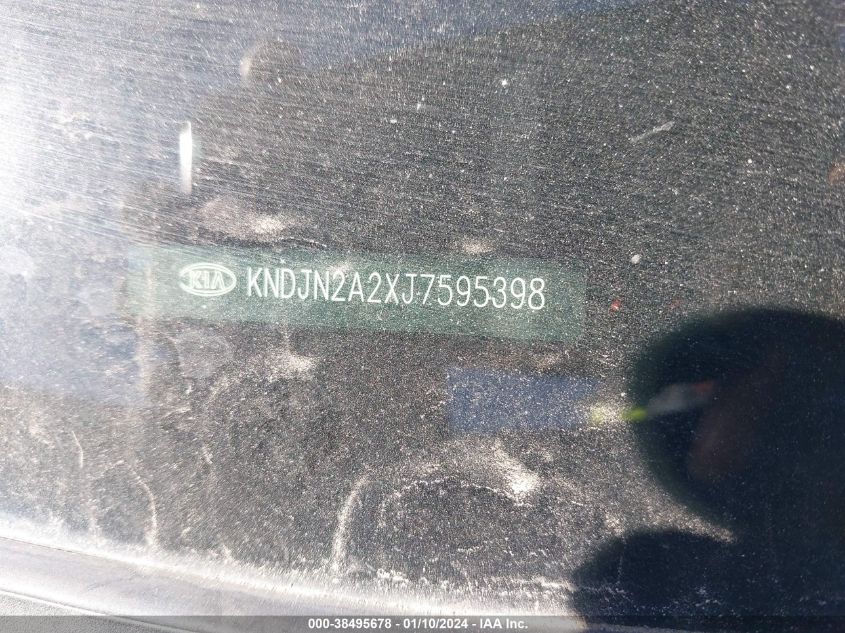 KIA KNDJN2A2XJ7595398
000-38495678 - 01/10/2024 - IAA Inc.